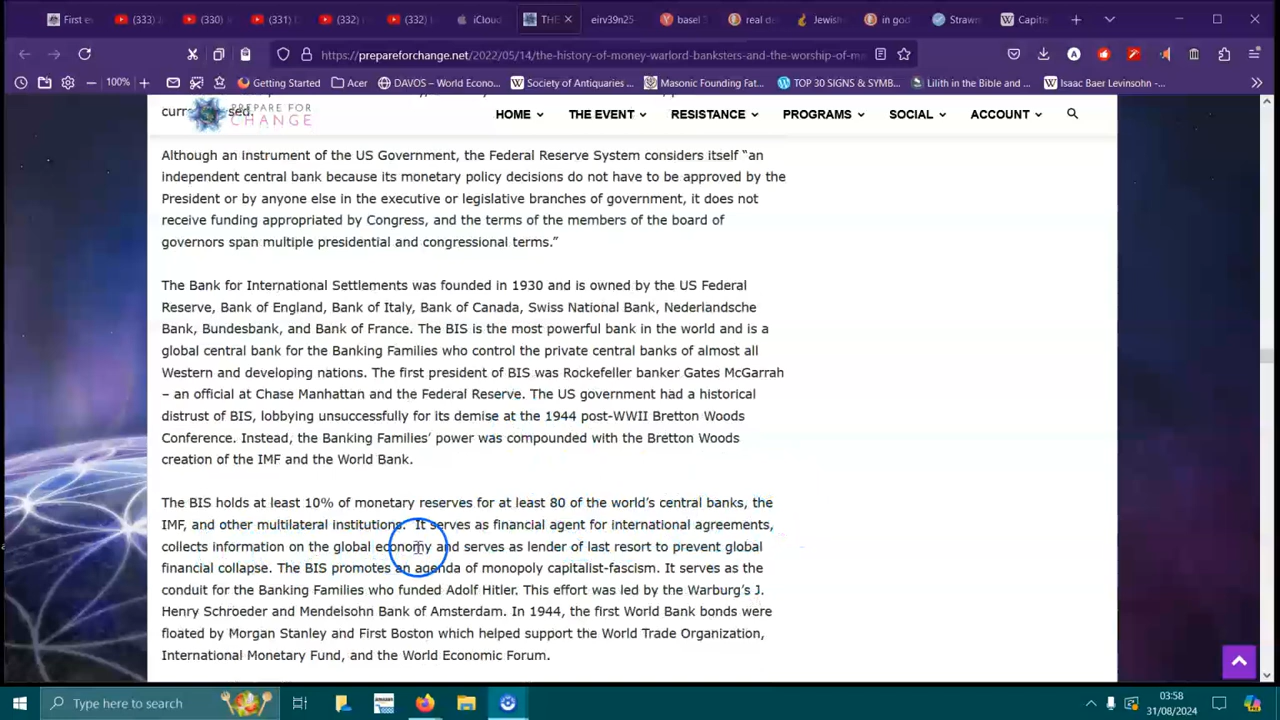 First ev
(333)
(330)
(331)
(332)
(332)
iCloud
THE
eirv39n25
basel
real de
Jewish
in god
Strawn
Capit
https://prepareforchange.net/2022/05/14/the-history-of-money-warlord-banksters-and-the-worship-of-m
100%
Getting Started
Acer
DAVOS – World Econo...
Society of Antiquaries ...
Masonic Founding Fat...
TOP 30 SIGNS & SYMB...
Lilith in the Bible and ...
Isaac Baer Levinsohn -...
PREPARE FOR
CHANGE
HOME
THE EVENT
RESISTANCE
PROGRAMS
SOCIAL
ACCOUNT
Although an instrument of the US Government, the Federal Reserve System considers itself “an
independent central bank because its monetary policy decisions do not have to be approved by the
President or by anyone else in the executive or legislative branches of government, it does not
receive funding appropriated by Congress, and the terms of the members of the board of
governors span multiple presidential and congressional terms.”
The Bank for International Settlements was founded in 1930 and is owned by the US Federal
Reserve, Bank of England, Bank of Italy, Bank of Canada, Swiss National Bank, Nederlandsche
Bank, Bundesbank, and Bank of France. The BIS is the most powerful bank in the world and is a
global central bank for the Banking Families who control the private central banks of almost all
Western and developing nations. The first president of BIS was Rockefeller banker Gates McGarrah
– an official at Chase Manhattan and the Federal Reserve. The US government had a historical
distrust of BIS, lobbying unsuccessfully for its demise at the 1944 post-WWII Bretton Woods
Conference. Instead, the Banking Families’ power was compounded with the Bretton Woods
creation of the IMF and the World Bank.
The BIS holds at least 10% of monetary reserves for at least 80 of the world’s central banks, the
IMF, and other multilateral institutions. It serves as financial agent for international agreements,
collects information on the global economy and serves as lender of last resort to prevent global
financial collapse. The BIS promotes an agenda of monopoly capitalist-fascism. It serves as the
conduit for the Banking Families who funded Adolf Hitler. This effort was led by the Warburg’s J.
Henry Schroeder and Mendelsohn Bank of Amsterdam. In 1944, the first World Bank bonds were
floated by Morgan Stanley and First Boston which helped support the World Trade Organization,
International Monetary Fund, and the World Economic Forum.
Type here to search
03:58
31/08/2024